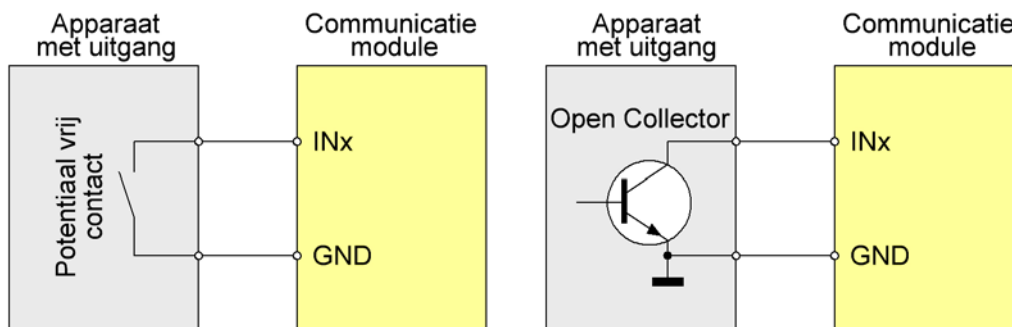 Apparaat
met uitgang
Communicatie
module
Potentiaal vrij
contact
INx
GND
Apparaat
met uitgang
Communicatie
module
Open Collector
INx
GND